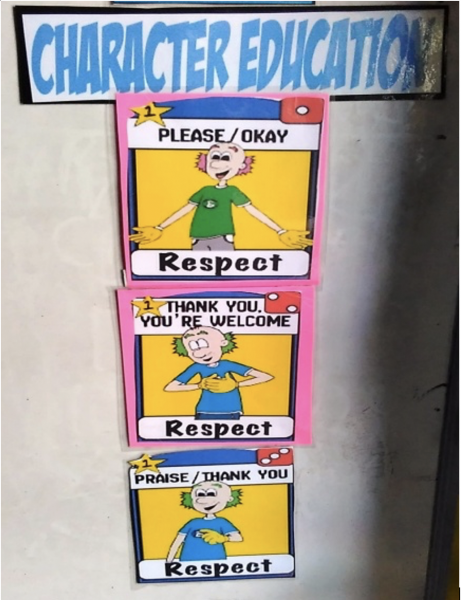 CHARACTER EDUCATION
1
PLEASE/OKAY
Respect
1
THANK YOU,
YOU'RE WELCOME
Respect
1
PRAISE/THANK YOU
Respect